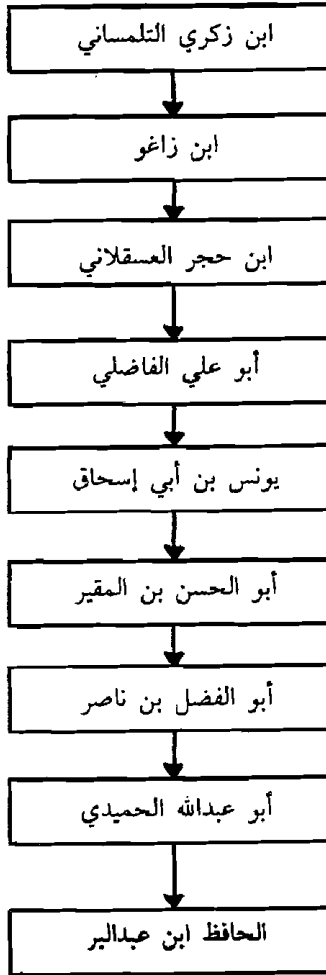 ابن زكري التلمساني
ابن زاغو
ابن حجر العسقلاني
أبو علي الفاضلي
يونس بن أبي إسحاق
أبو الحسن بن المقير
أبو الفضل بن ناصر
أبو عبدالله الحميدي
الحافظ ابن عبدالبر